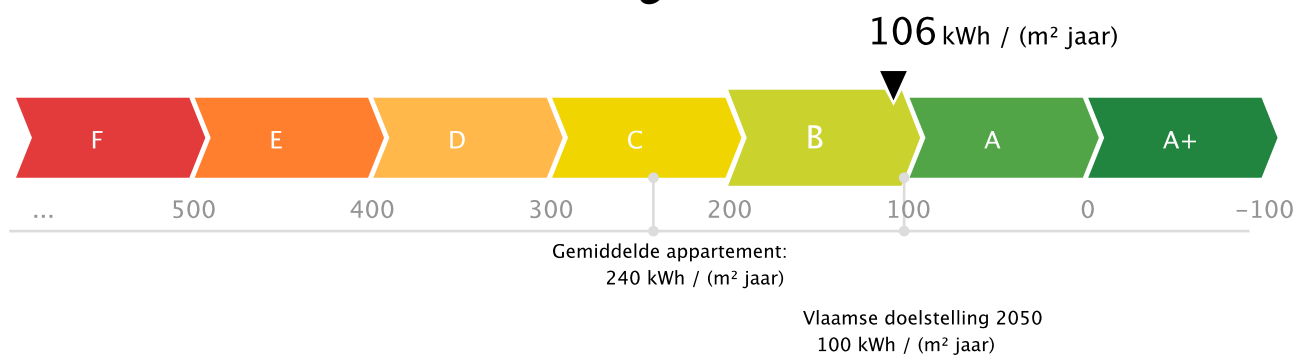 106 kWh / (m² jaar)
F E D C B A A+
... 500 400 300 200 100 0 -100
Gemiddelde appartement:
240 kWh / (m² jaar)
Vlaamse doelstelling 2050
100 kWh / (m² jaar)